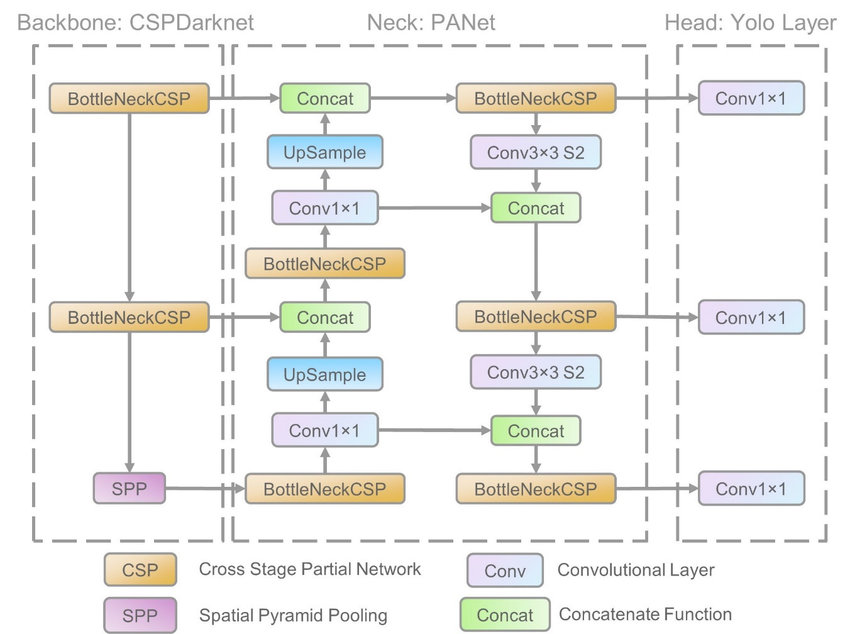 Backbone: CSPDarknet
Neck: PANet
Head: Yolo Layer
BottleNeckCSP
Concat
BottleNeckCSP
Conv1×1
UpSample
Conv3×3 S2
Conv1×1
Concat
BottleNeckCSP
BottleNeckCSP
Concat
BottleNeckCSP
Conv1×1
UpSample
Conv3×3 S2
Conv1×1
Concat
SPP
BottleNeckCSP
BottleNeckCSP
Conv1×1
CSP
Cross Stage Partial Network
Conv
Convolutional Layer
SPP
Spatial Pyramid Pooling
Concat
Concatenate Function